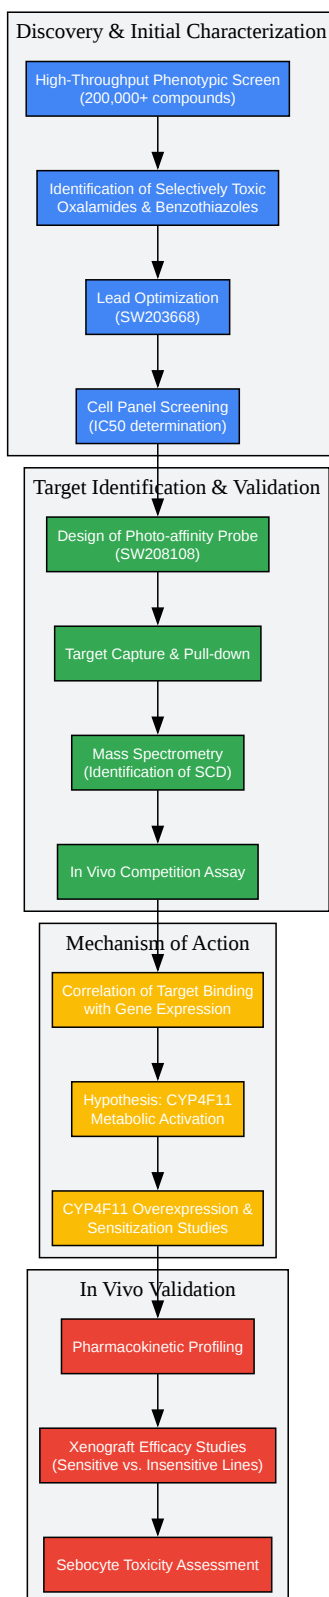 Discovery & Initial Characterization
High-Throughput Phenotypic Screen
(200,000+ compounds)
Identification of Selectively Toxic
Oxalamides & Benzothiazoles
Lead Optimization
(SW203668)
Cell Panel Screening
(IC50 determination)
Target Identification & Validation
Design of Photo-affinity Probe
(SW208108)
Target Capture & Pull-down
Mass Spectrometry
(Identification of SCD)
In Vivo Competition Assay
Mechanism of Action
Correlation of Target Binding
with Gene Expression
Hypothesis: CYP4F11
Metabolic Activation
CYP4F11 Overexpression &
Sensitization Studies
In Vivo Validation
Pharmacokinetic Profiling
Xenograft Efficacy Studies
(Sensitive vs. Insensitive Lines)
Sebocyte Toxicity Assessment